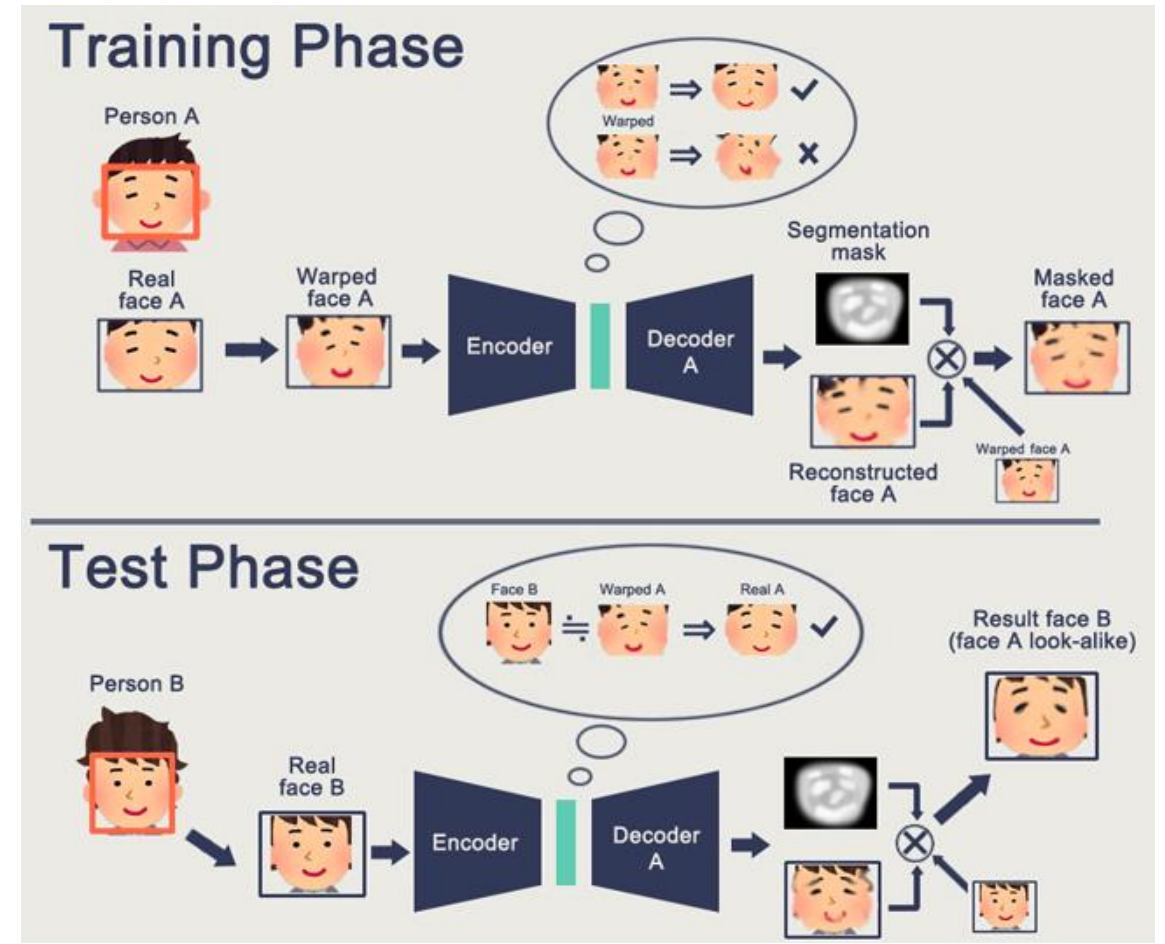 Training Phase
Person A
Warped
Real
face A
Warped
face A
Encoder
Decoder
A
Segmentation
mask
Reconstructed
face A
Masked
face A
Warped face A
Test Phase
Face B
Warped A
Real A
Person B
Real
face B
Encoder
Decoder
A
Result face B
(face A look-alike)